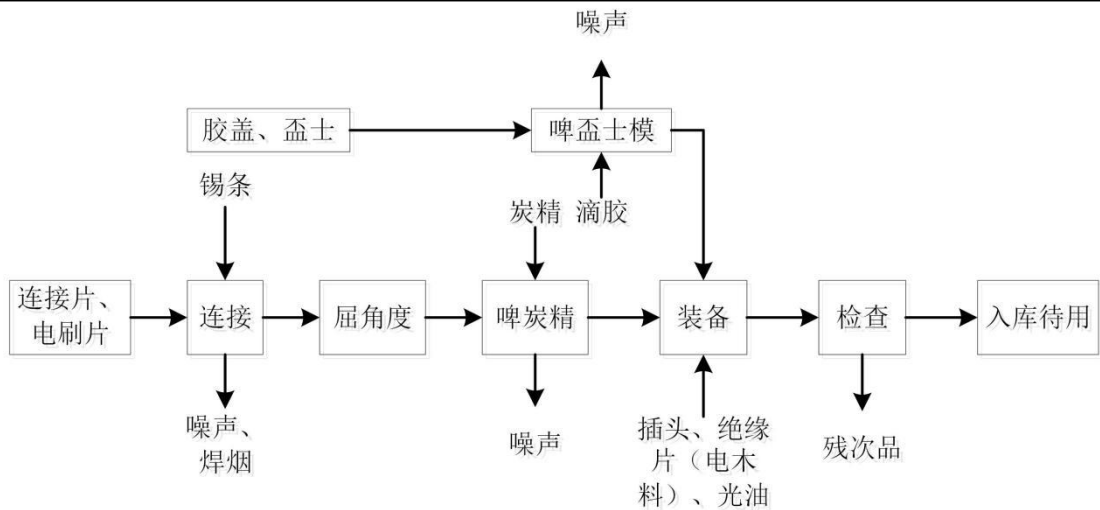 噪声
胶盖、盃士
啤盃士模
锡条
炭精 滴胶
连接片、
电刷片
连接
屈角度
啤炭精
装备
检查
入库待用
噪声、
焊烟
噪声
插头、绝缘
片（电木
料）、光油
残次品